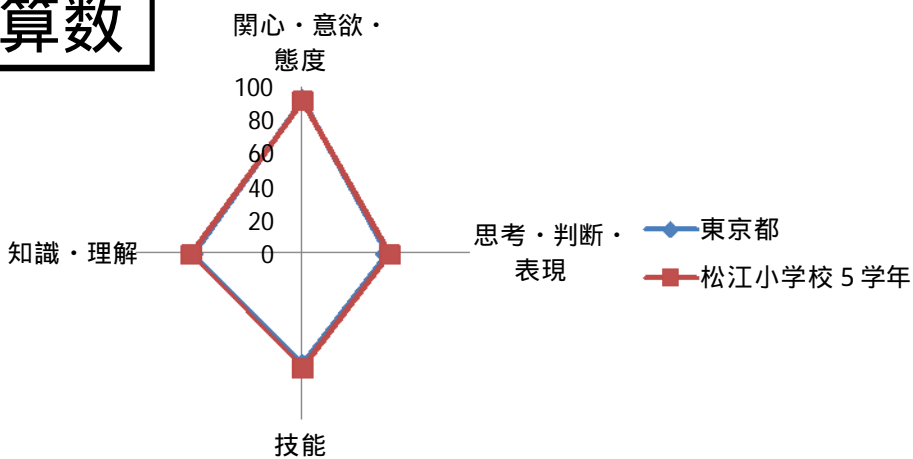 算数
関心・意欲・
態度
100
80
60
40
20
0
知識・理解
思考・判断・
表現
技能
東京都
松江小学校5学年